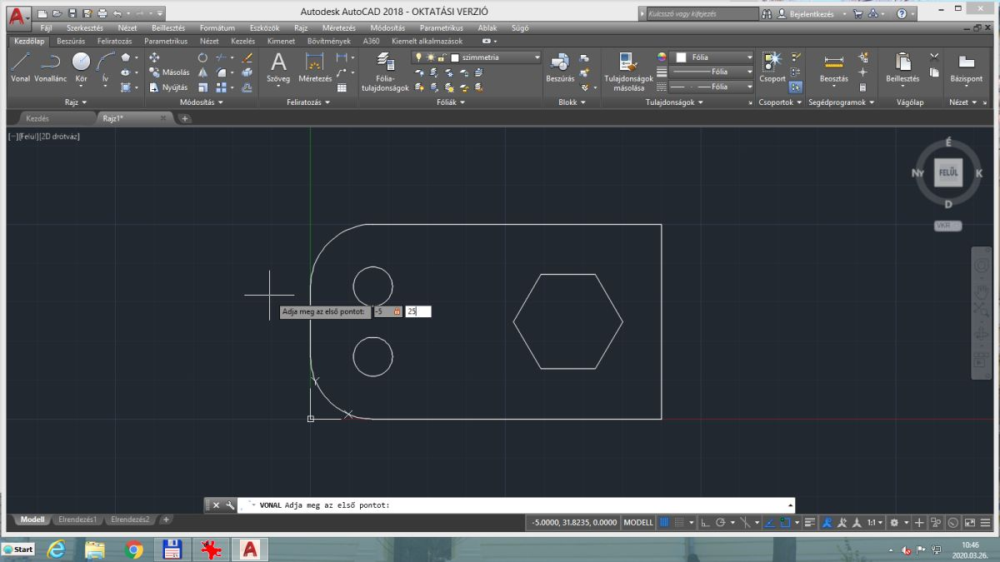 Autodesk AutoCAD 2018 - OKTATÁSI VERZIÓ
Kulcsszó vagy kifejezés
Bejelentkezés
Fájl Szerkesztés Nézet Beillesztés Formátum Eszközök Rajz Méretezés Módosítás Parametrikus Ablak Súgó
Kezdőlap Beszúrás Feliratozás Parametrikus Nézet Kezelés Kimenet Bővítmények A360 Kiemelt alkalmazások
Vonal Vonallánc Kör Ív
Másolás
Nyújtás
Szöveg Méretezés
Fólia-tulajdonságok
szimmetria
Beszúrás
Tulajdonságok másolása
Fólia
Fólia
Fólia
Csoport
Beosztás
Beillesztés
Bázispont
Rajz Módosítás Feliratozás Fóliák Blokk Tulajdonságok Csoportok Segédprogramok Vágólap Nézet
Kezdés Rajz1*
[−][Felül][2D drótváz]
É
Ny FELÜL K
D
VKR
Adja meg az első pontot: -5 25
VONAL Adja meg az első pontot:
Modell Elrendezés1 Elrendezés2
-5.0000, 31.8235, 0.0000 MODELL 1:1
Start
10:46
2020.03.26.